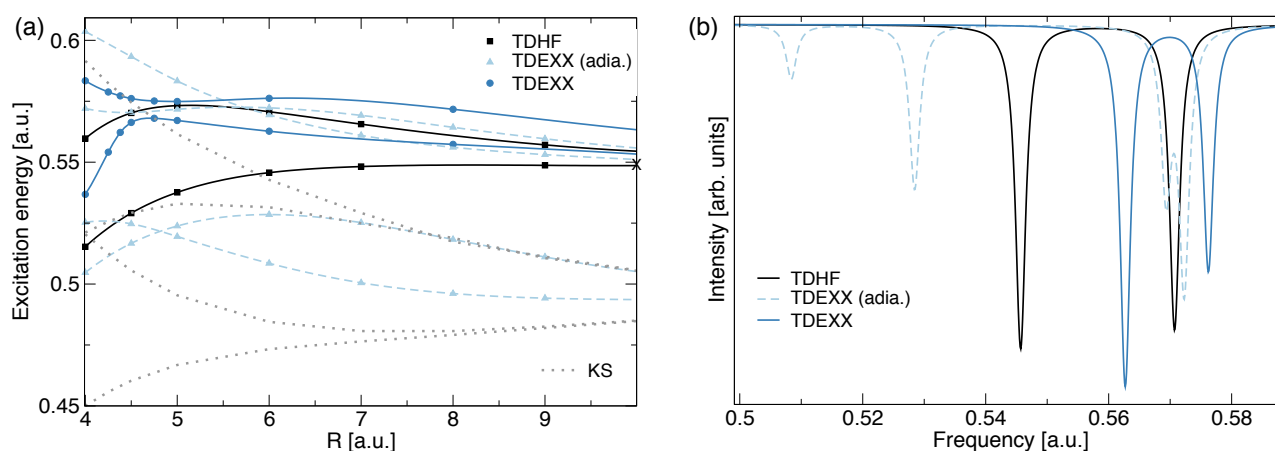 (a)
0.6
0.55
0.5
0.45
Excitation energy [a.u.]
TDHF
TDEXX (adia.)
TDEXX
KS
x
4 5 6 7 8 9
R [a.u.]
(b)
Intensity [arb. units]
TDHF
TDEXX (adia.)
TDEXX
0.5 0.52 0.54 0.56 0.58
Frequency [a.u.]